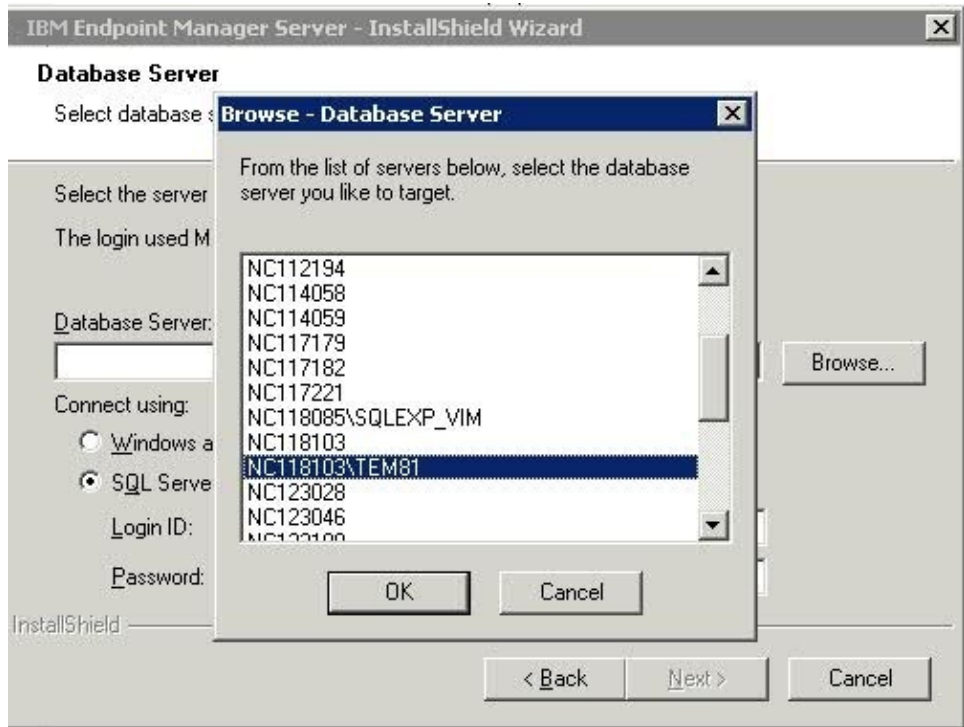 IBM Endpoint Manager Server - InstallShield Wizard
Database Server
Select database
Browse - Database Server
From the list of servers below, select the database
server you like to target.
Select the server
The login used M
NC112194
NC114058
NC114059
NC117179
NC117182
NC117221
NC118085\SQLEXP_VIM
NC118103
NC118103\TEM81
NC123028
NC123046
Database Server:
Browse...
Connect using:
Windows a
SQL Serve
Login ID:
Password:
OK
Cancel
InstallShield
< Back
Next >
Cancel